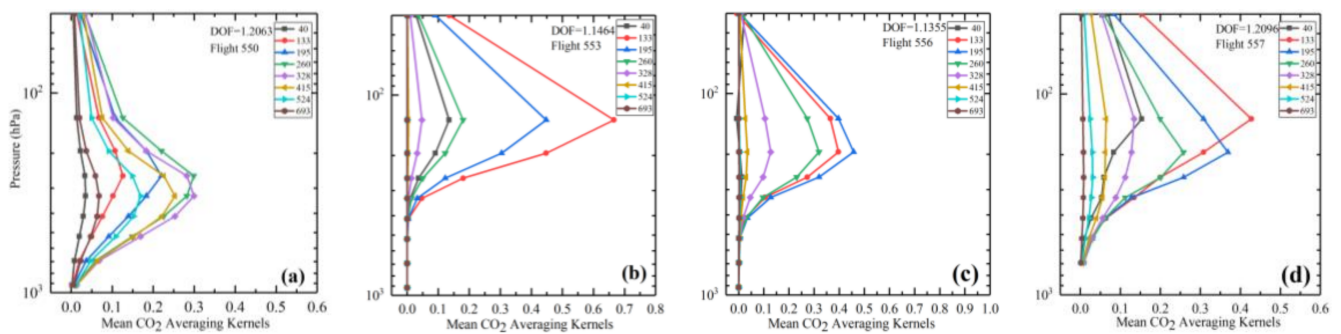 DOF=1.2063
Flight 550
40
133
195
260
328
415
524
693
Pressure (hPa)
10²
10³
(a)
0.0 0.1 0.2 0.3 0.4 0.5 0.6
Mean CO₂ Averaging Kernels
DOF=1.1464
Flight 553
40
133
195
260
328
415
524
693
10²
10³
(b)
0.0 0.1 0.2 0.3 0.4 0.5 0.6 0.7 0.8
Mean CO₂ Averaging Kernels
DOF=1.1355
Flight 556
40
133
195
260
328
415
524
693
10²
10³
(c)
0.0 0.1 0.2 0.3 0.4 0.5 0.6 0.7 0.8 0.9 1.0
Mean CO₂ Averaging Kernels
DOF=1.2096
Flight 557
40
133
195
260
328
415
524
693
10²
10³
(d)
0.0 0.1 0.2 0.3 0.4 0.5 0.6
Mean CO₂ Averaging Kernels